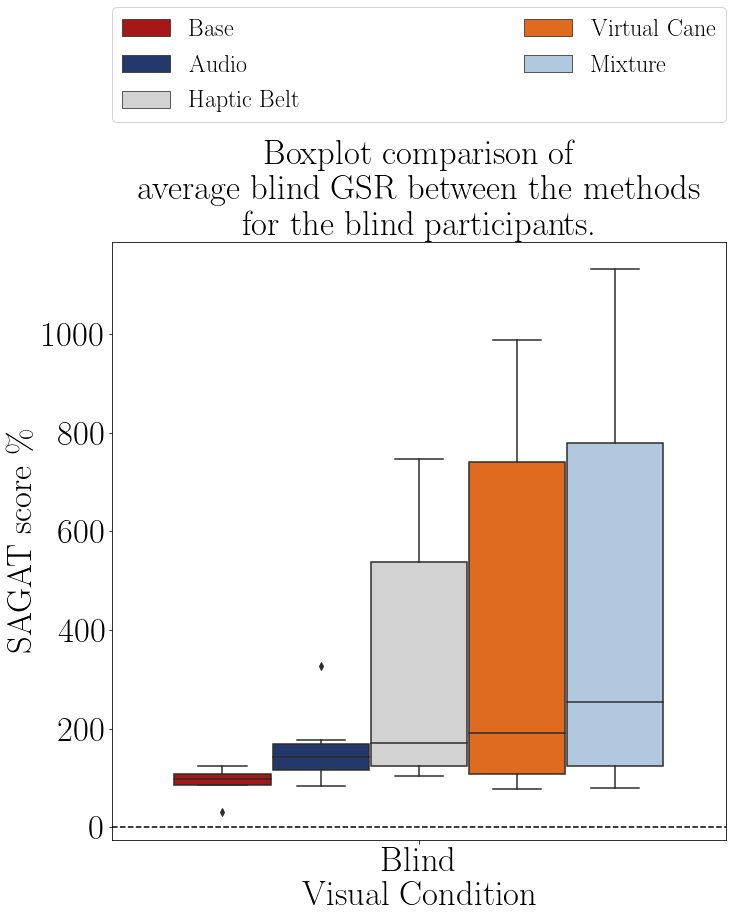 Base
Audio
Haptic Belt
Virtual Cane
Mixture
Boxplot comparison of
average blind GSR between the methods
for the blind participants.
SAGAT score %
1000
800
600
400
200
0
Blind
Visual Condition